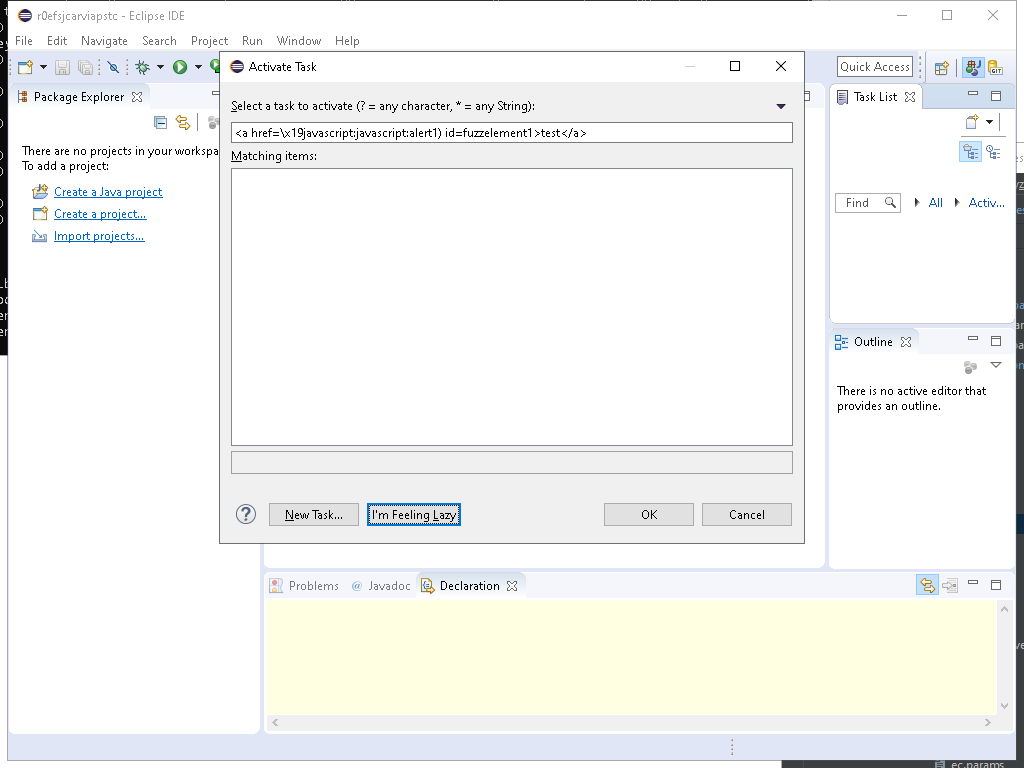 r0efsjcarviapstc - Eclipse IDE
File Edit Navigate Search Project Run Window Help
Quick Access
GIT
Package Explorer
There are no projects in your workspa
To add a project:
Create a Java project
Create a project...
Import projects...
Activate Task
Select a task to activate (? = any character, * = any String):
<a href=\x19javascript:javascript:alert1) id=fuzzelement1>test</a>
Matching items:
?
New Task...
I'm Feeling Lazy
OK
Cancel
Task List
Find
All
Activ...
Outline
There is no active editor that
provides an outline.
Problems
@ Javadoc
Declaration
ec.params